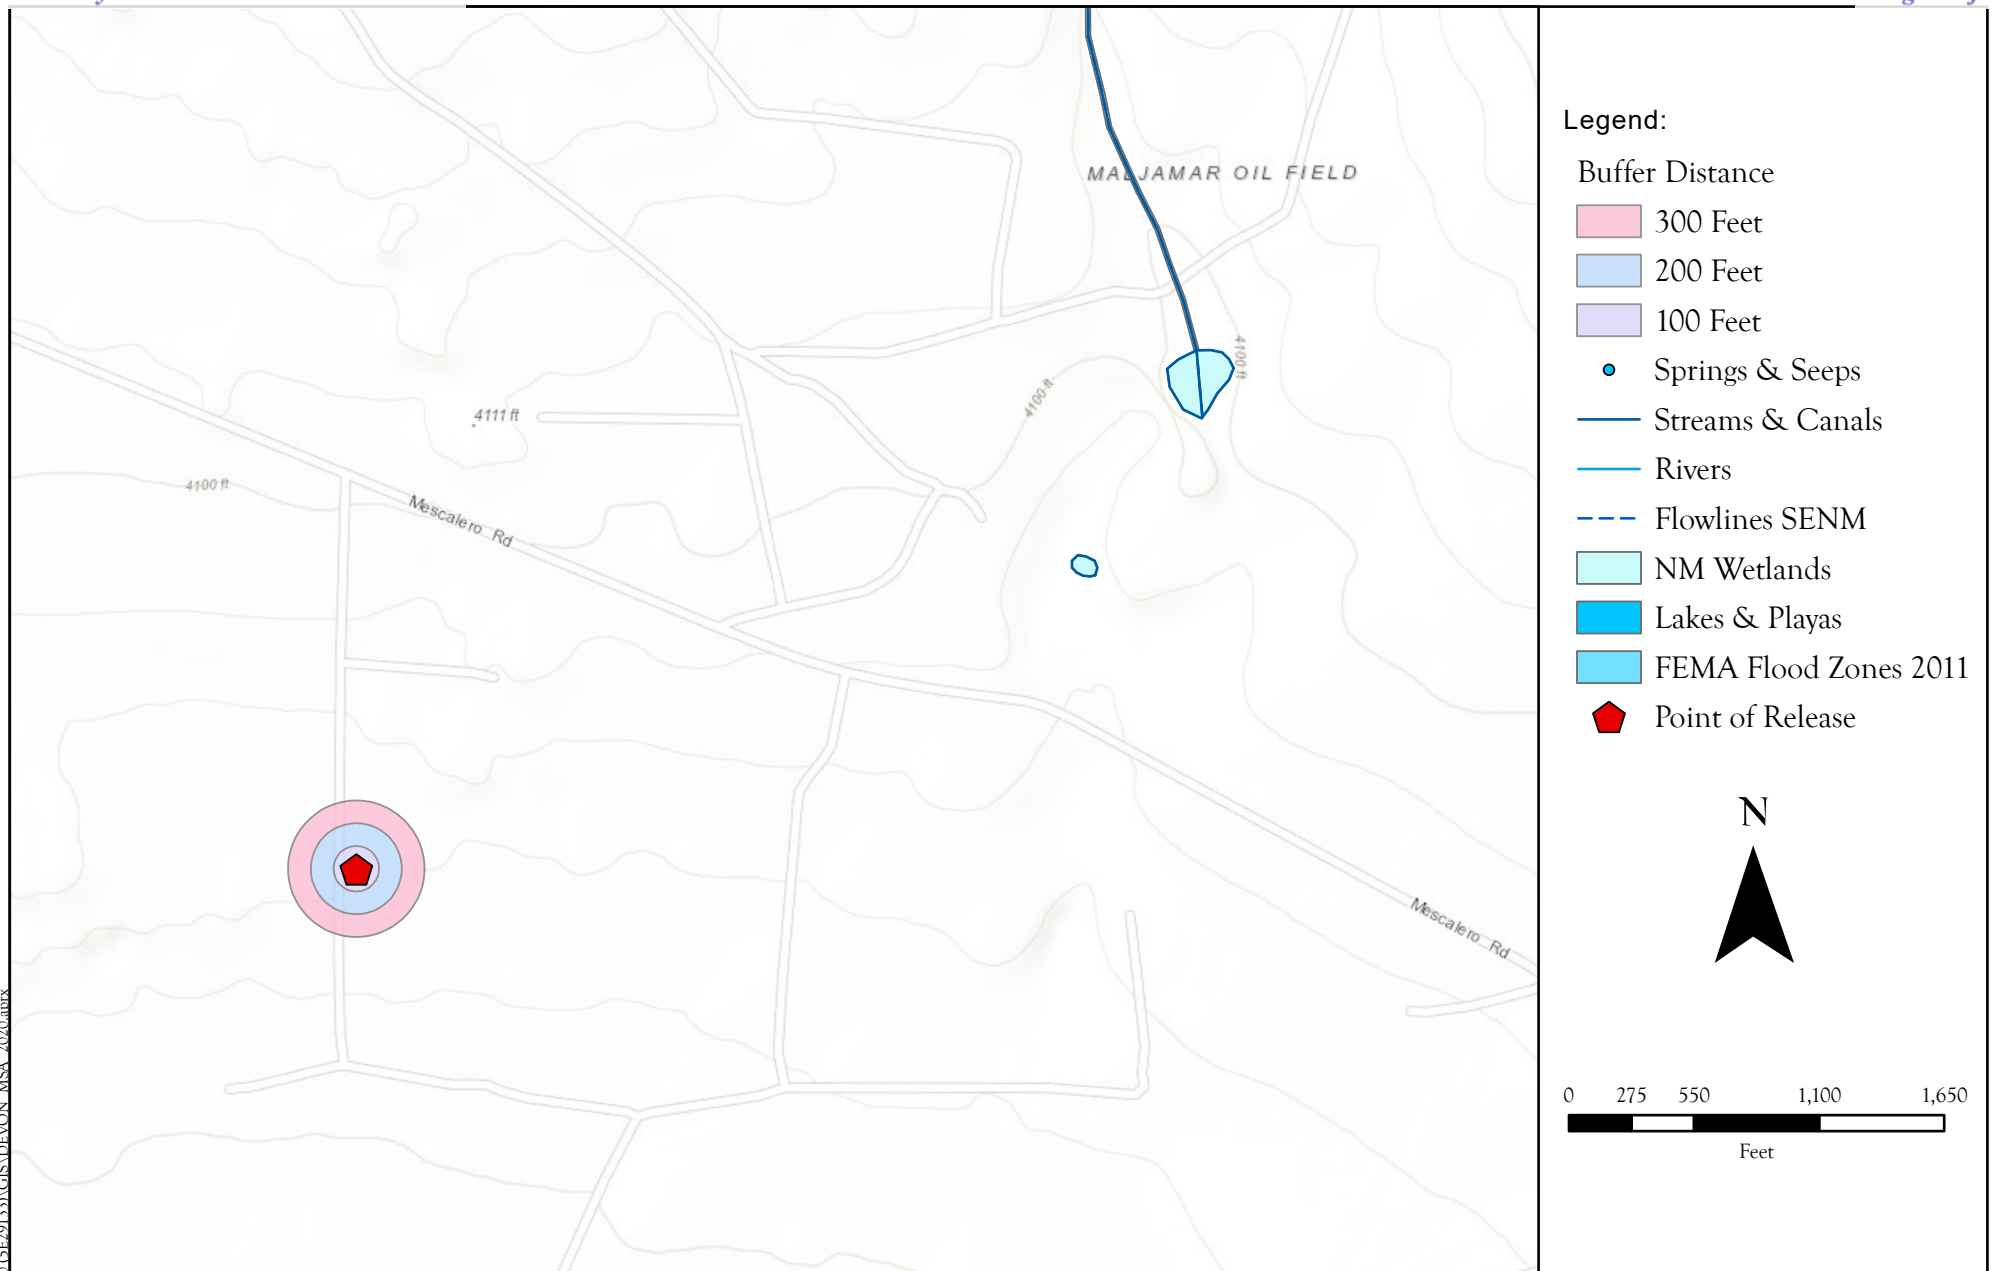 MALJAMAR OIL FIELD
4100 ft
4100 ft
4111 ft
4100 ft
Mescalero Rd
Mescalero Rd
Legend:
Buffer Distance
300 Feet
200 Feet
100 Feet
Springs & Seeps
Streams & Canals
Rivers
Flowlines SENM
NM Wetlands
Lakes & Playas
FEMA Flood Zones 2011
Point of Release
N
0 275 550 1,100 1,650
Feet